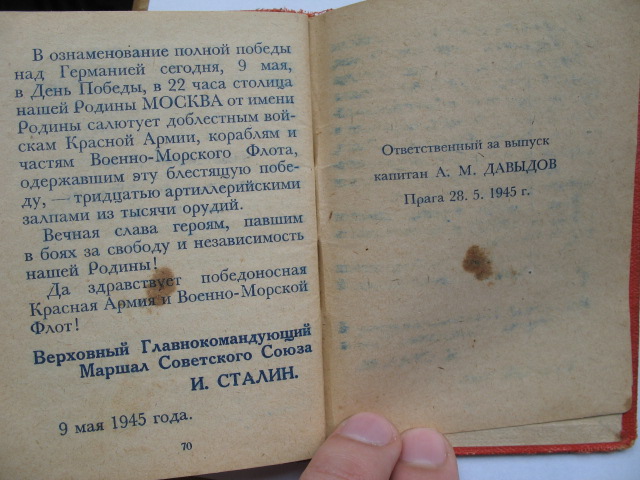 В ознаменование полной победы
над Германией сегодня, 9 мая,
в День Победы, в 22 часа столица
нашей Родины МОСКВА от имени
Родины салютует доблестным вой-
скам Красной Армии, кораблям и
частям Военно-Морского Флота,
одержавшим эту блестящую побе-
ду, — тридцатью артиллерийскими
залпами из тысячи орудий.
Вечная слава героям, павшим
в боях за свободу и независимость
нашей Родины!
Да здравствует победоносная
Красная Армия и Военно-Морской
Флот!
Верховный Главнокомандующий
Маршал Советского Союза
И. СТАЛИН.
9 мая 1945 года.
70
Ответственный за выпуск
капитан А. М. ДАВЫДОВ
Прага 28. 5. 1945 г.